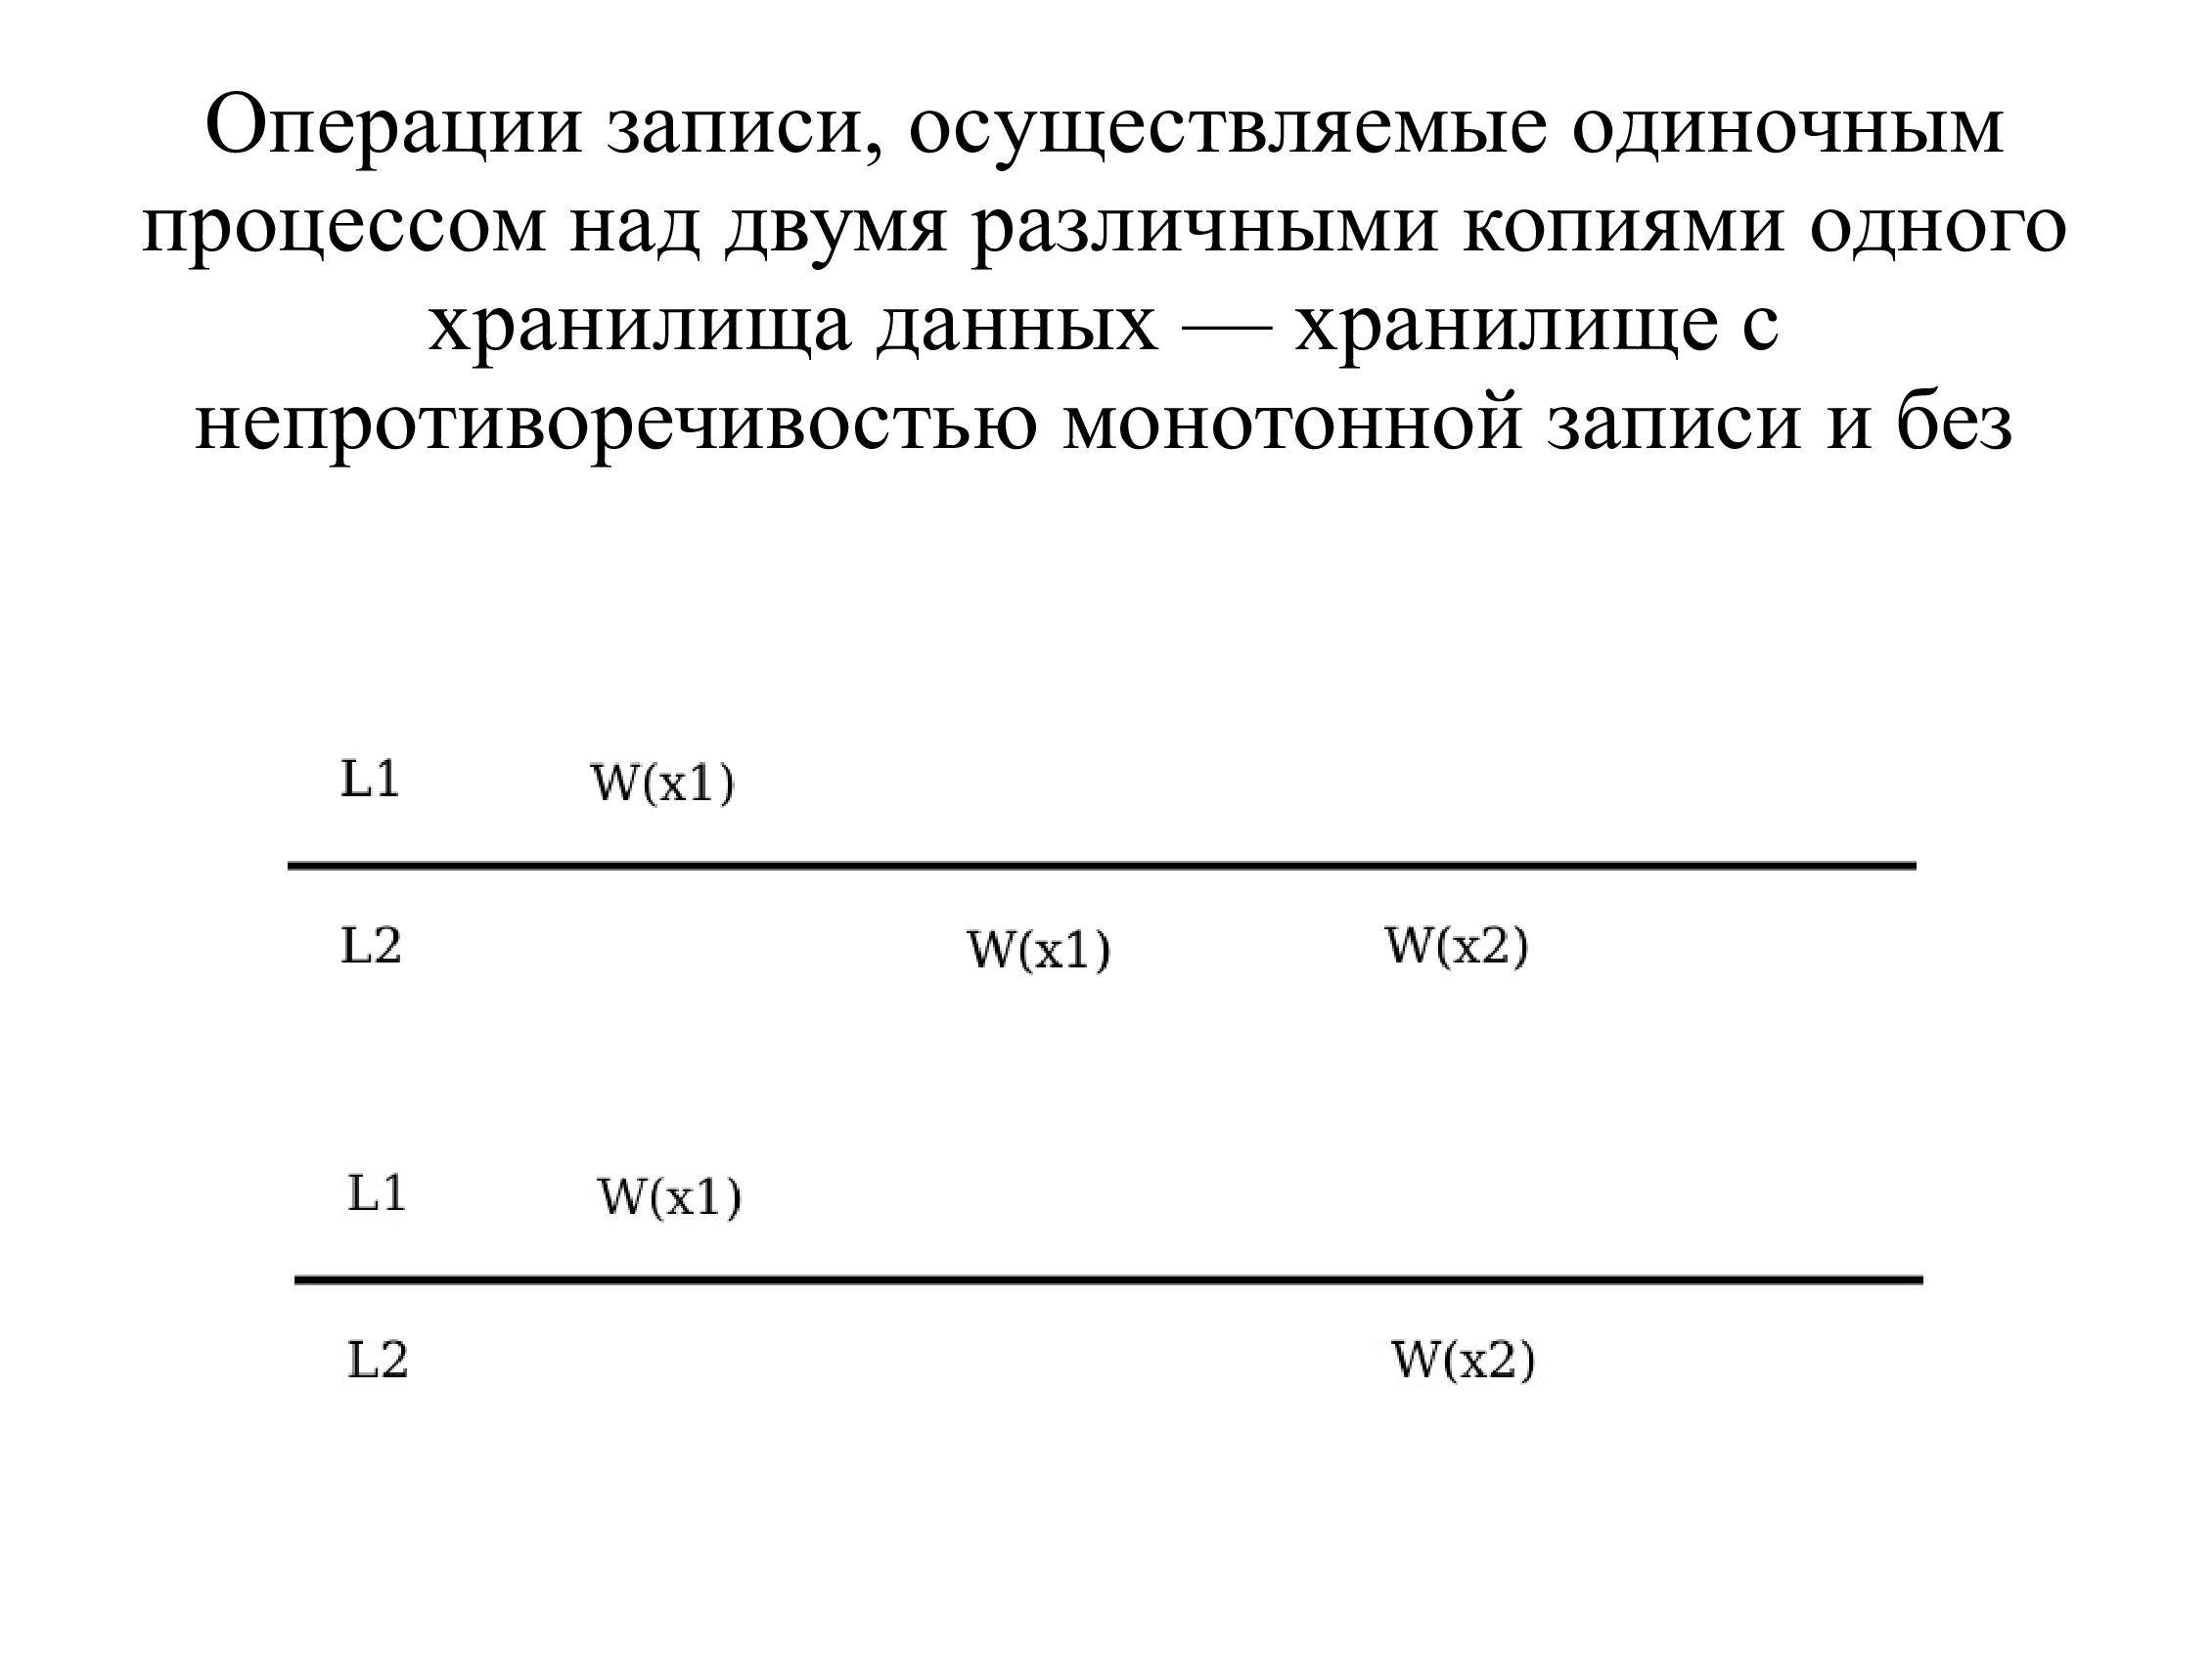 Операции записи, осуществляемые одиночным
процессом над двумя различными копиями одного
хранилища данных — хранилище с
непротиворечивостью монотонной записи и без
L1 W(x1)
L2 W(x1) W(x2)
L1 W(x1)
L2 W(x2)